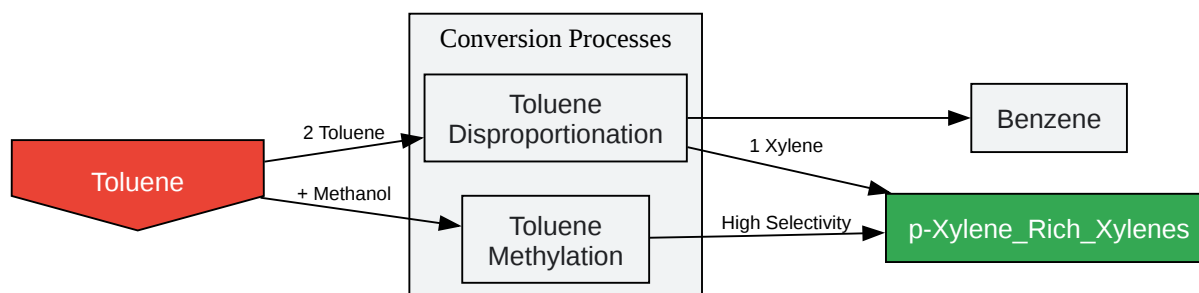 Conversion Processes
Toluene
Disproportionation
Benzene
2 Toluene
1 Xylene
Toluene
+ Methanol
Toluene
Methylation
High Selectivity
p-Xylene_Rich_Xylenes